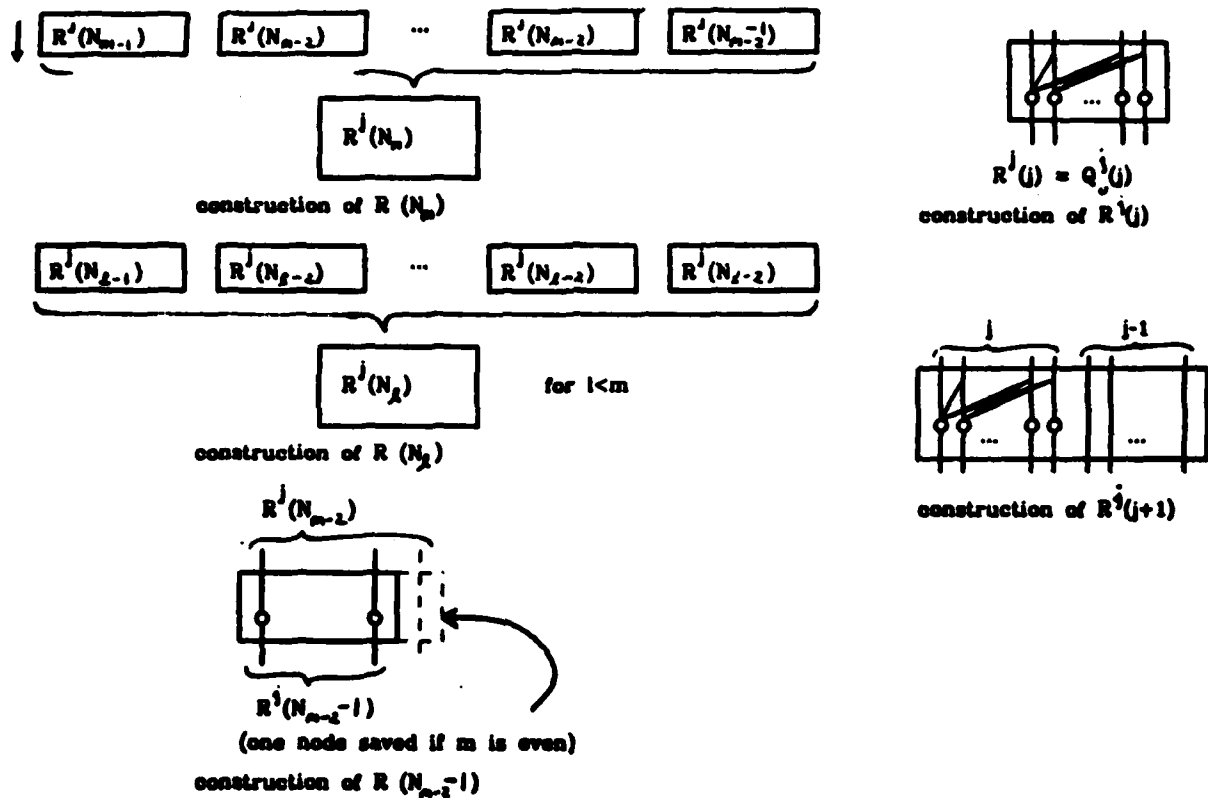 R^j(N_{m-1}) R^j(N_{m-2}) ... R^j(N_{m-2}) R^j(N_{m-2}-1)
R^j(N_m)
construction of R (N_m)
R^j(j) = Q^j(j)
construction of R^j(j)
R^j(N_{ℓ-1}) R^j(N_{ℓ-2}) ... R^j(N_{ℓ-2}) R^j(N_{ℓ-2})
R^j(N_ℓ) for l<m
construction of R (N_ℓ)
j j-1
... ...
construction of R^j(j+1)
R^j(N_{m-2})
R^j(N_{m-2}-1)
(one node saved if m is even)
construction of R (N_{m-2}-1)